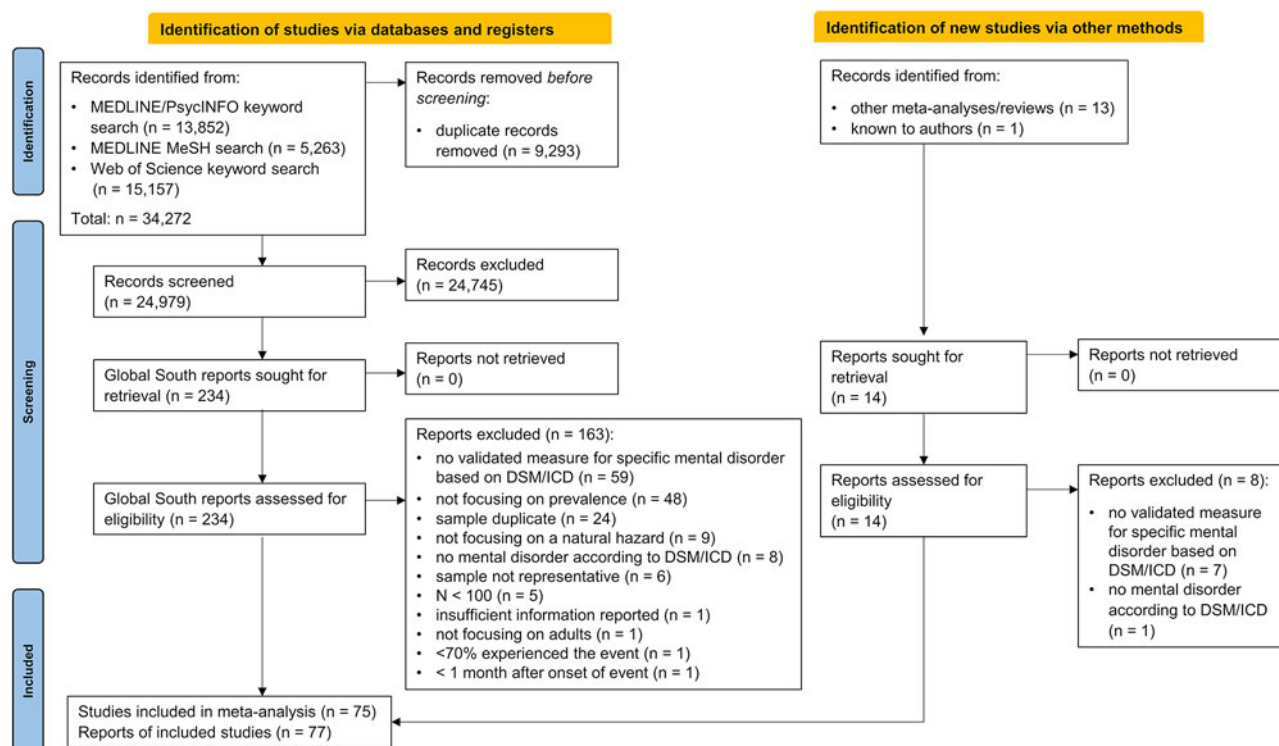 Identification of studies via databases and registers
Identification of new studies via other methods
Identification
Records identified from:
• MEDLINE/PsycINFO keyword
search (n = 13,852)
• MEDLINE MeSH search (n = 5,263)
• Web of Science keyword search
(n = 15,157)
Total: n = 34,272
Records removed before
screening:
• duplicate records
removed (n = 9,293)
Records identified from:
• other meta-analyses/reviews (n = 13)
• known to authors (n = 1)
Screening
Records screened
(n = 24,979)
Records excluded
(n = 24,745)
Global South reports sought for
retrieval (n = 234)
Reports not retrieved
(n = 0)
Reports sought for
retrieval
(n = 14)
Reports not retrieved
(n = 0)
Global South reports assessed for
eligibility (n = 234)
Reports excluded (n = 163):
• no validated measure for specific mental disorder
based on DSM/ICD (n = 59)
• not focusing on prevalence (n = 48)
• sample duplicate (n = 24)
• not focusing on a natural hazard (n = 9)
• no mental disorder according to DSM/ICD (n = 8)
• sample not representative (n = 6)
• N < 100 (n = 5)
• insufficient information reported (n = 1)
• not focusing on adults (n = 1)
• <70% experienced the event (n = 1)
• < 1 month after onset of event (n = 1)
Reports assessed for
eligibility
(n = 14)
Reports excluded (n = 8):
• no validated measure
for specific mental
disorder based on
DSM/ICD (n = 7)
• no mental disorder
according to DSM/ICD
(n = 1)
Included
Studies included in meta-analysis (n = 75)
Reports of included studies (n = 77)